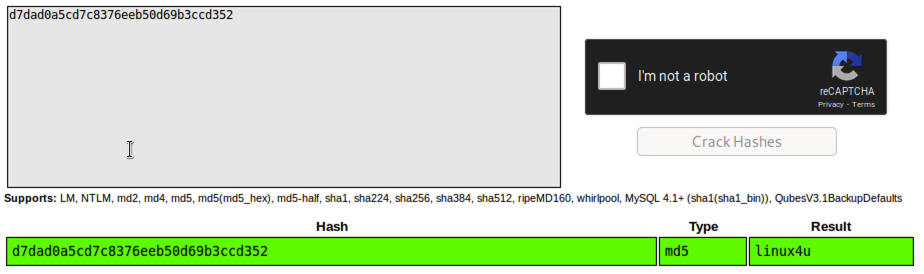 d7dad0a5cd7c8376eeb50d69b3ccd352
I'm not a robot
reCAPTCHA
Privacy - Terms
Crack Hashes
Supports: LM, NTLM, md2, md4, md5, md5(md5_hex), md5-half, sha1, sha224, sha256, sha384, sha512, ripeMD160, whirlpool, MySQL 4.1+ (sha1(sha1_bin)), QubesV3.1BackupDefaults
Hash Type Result
d7dad0a5cd7c8376eeb50d69b3ccd352 md5 linux4u